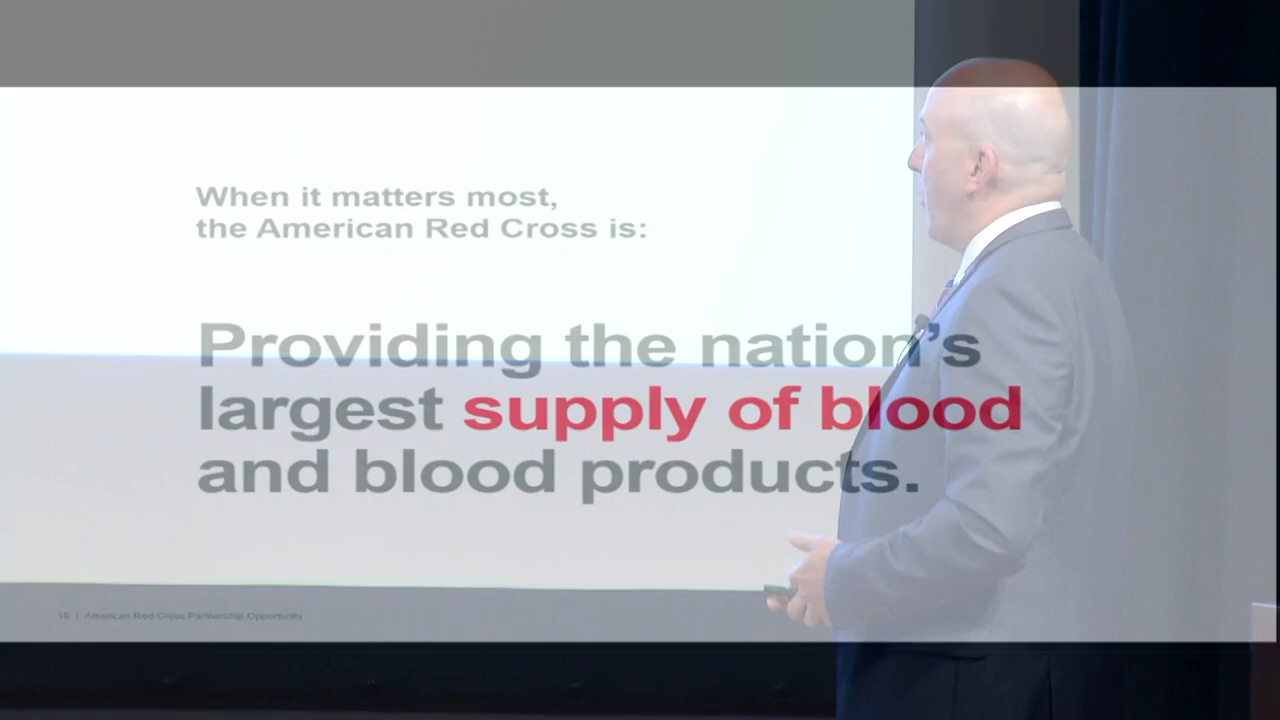 When it matters most,
the American Red Cross is:
Providing the nation's
largest supply of blood
and blood products.
10 | American Red Cross Partnership Opportunity